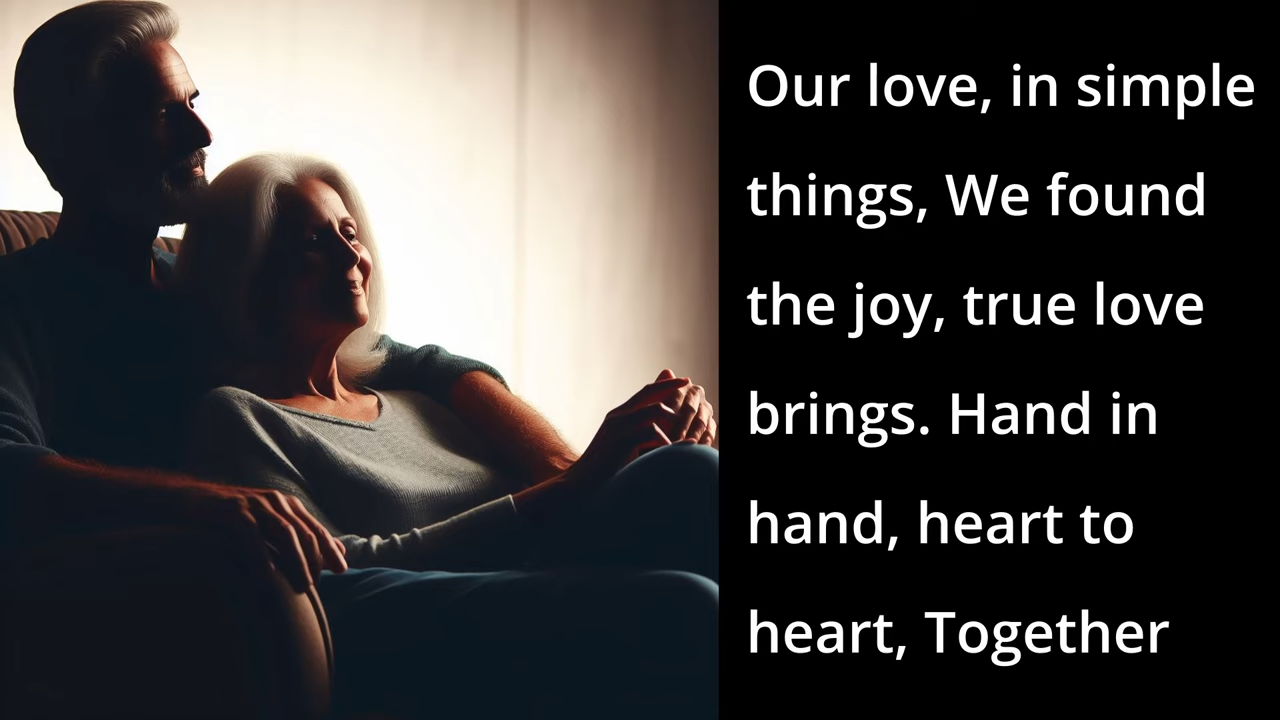 Our love, in simple
things, We found
the joy, true love
brings. Hand in
hand, heart to
heart, Together